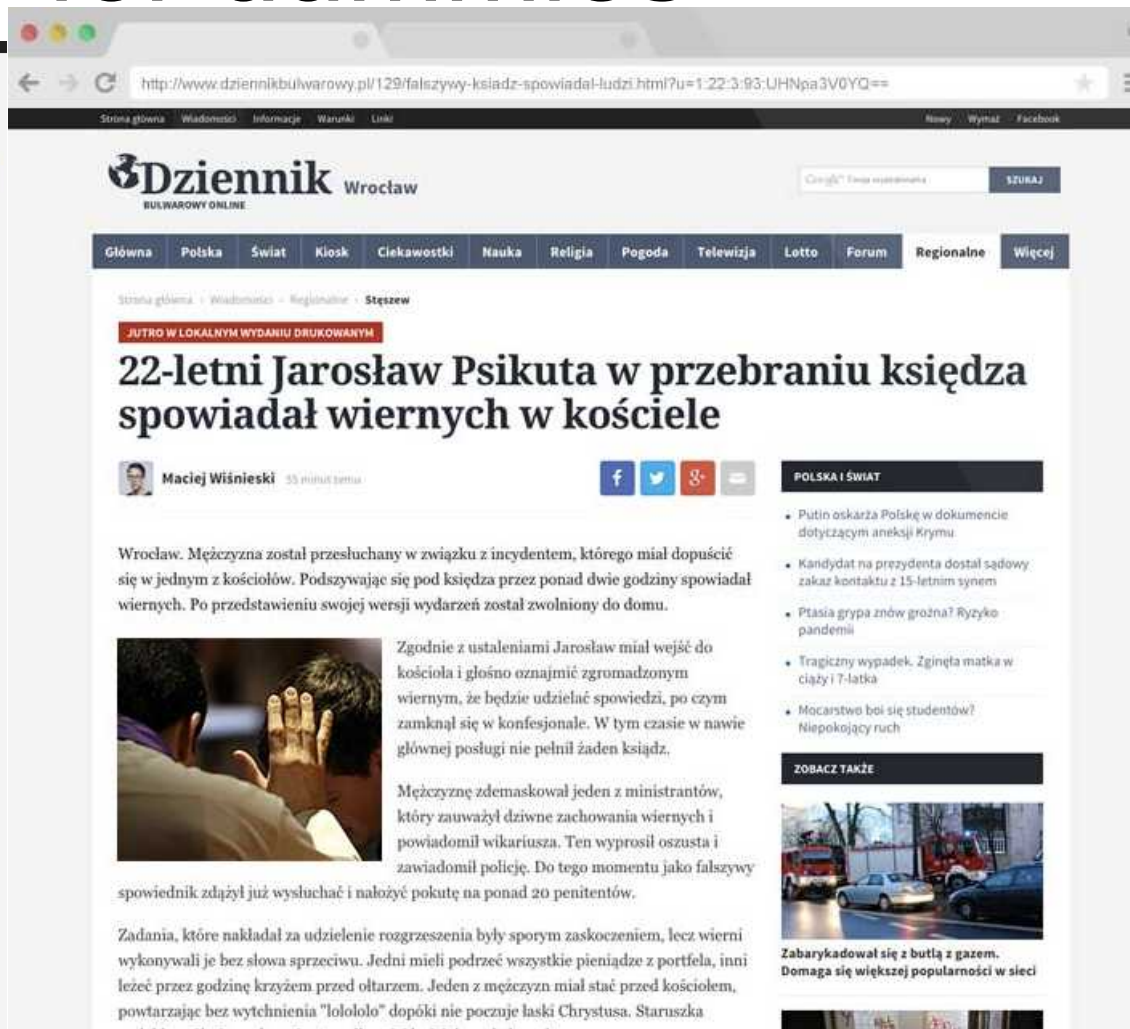 http://www.dziennikbulwarowy.pl/129/falszywy-ksiadz-spowiadal-ludzi.html?u=1:22:3:93:UHNpa3V0YQ==
Strona główna Wiadomości Informacje Warunki Linki Nowy Wymaż Facebook
Dziennik Wrocław
BULWAROWY ONLINE
SZUKAJ
Główna Polska Świat Kiosk Ciekawostki Nauka Religia Pogoda Telewizja Lotto Forum Regionalne Więcej
Strona główna Wiadomości Regionalne Stęszew
JUTRO W LOKALNYM WYDANIU DRUKOWANYM
22-letni Jarosław Psikuta w przebraniu księdza
spowiadał wiernych w kościele
Maciej Wiśnieski 55 minut temu
Wrocław. Mężczyzna został przesłuchany w związku z incydentem, którego miał dopuścić
się w jednym z kościołów. Podszywając się pod księdza przez ponad dwie godziny spowiadał
wiernych. Po przedstawieniu swojej wersji wydarzeń został zwolniony do domu.
Zgodnie z ustaleniami Jarosław miał wejść do
kościoła i głośno oznajmić zgromadzonym
wiernym, że będzie udzielać spowiedzi, po czym
zamknął się w konfesjonale. W tym czasie w nawie
głównej posługi nie pełnił żaden ksiądz.
Mężczyznę zdemaskował jeden z ministrantów,
który zauważył dziwne zachowania wiernych i
powiadomił wikariusza. Ten wyprosił oszusta i
zawiadomił policję. Do tego momentu jako fałszywy
spowiednik zdążył już wysłuchać i nałożyć pokutę na ponad 20 penitentów.
Zadania, które nakładał za udzielenie rozgrzeszenia były sporym zaskoczeniem, lecz wierni
wykonywali je bez słowa sprzeciwu. Jedni mieli podrzeć wszystkie pieniądze z portfela, inni
leżeć przez godzinę krzyżem przed ołtarzem. Jeden z mężczyzn miał stać przed kościołem,
powtarzając bez wytchnienia "lolololo" dopóki nie poczuje łaski Chrystusa. Staruszka
POLSKA I ŚWIAT
Putin oskarża Polskę w dokumencie
dotyczącym aneksji Krymu
Kandydat na prezydenta dostał sądowy
zakaz kontaktu z 15-letnim synem
Ptasia grypa znów groźna? Ryzyko
pandemii
Tragiczny wypadek. Zginęła matka w
ciąży i 7-latka
Mocarstwo boi się studentów?
Niepokojący ruch
ZOBACZ TAKŻE
Zabarykadował się z butlą z gazem.
Domaga się większej popularności w sieci